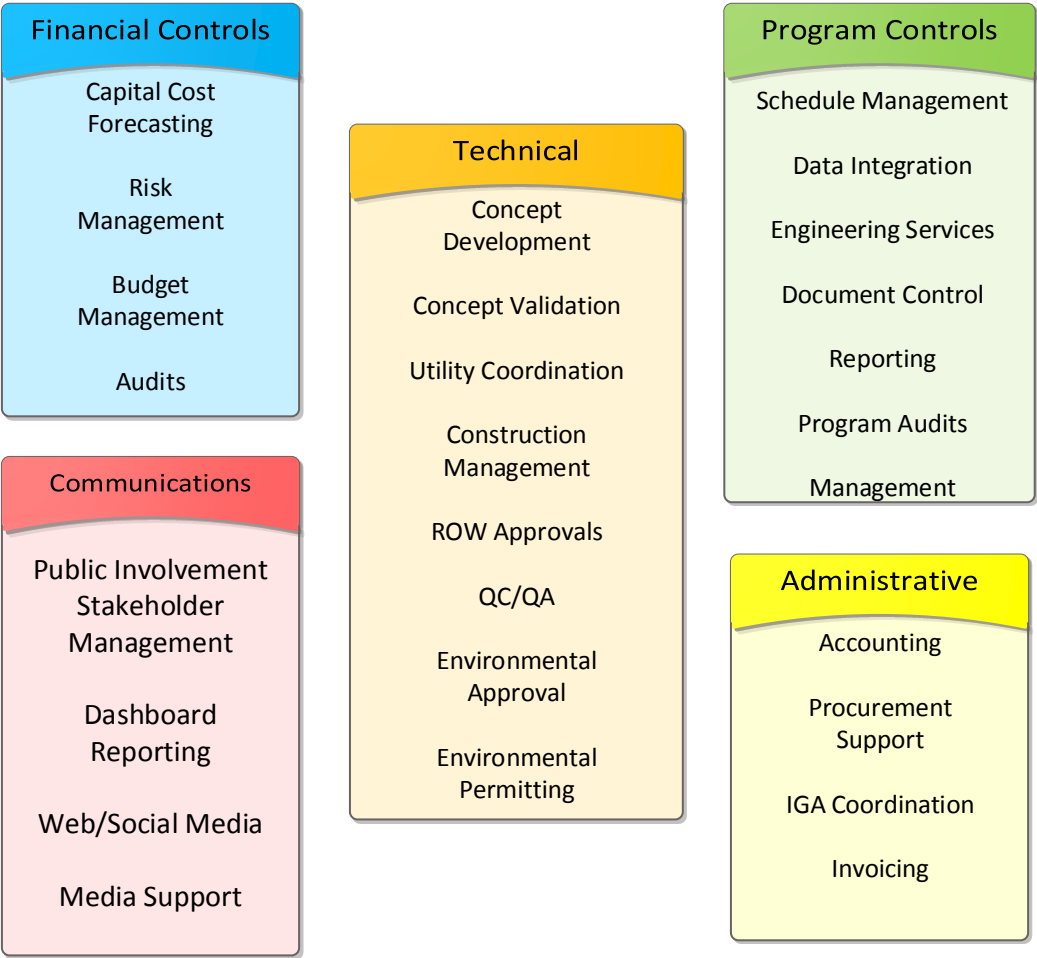 Financial Controls
Capital Cost
Forecasting
Risk
Management
Budget
Management
Audits
Communications
Public Involvement
Stakeholder
Management
Dashboard
Reporting
Web/Social Media
Media Support
Technical
Concept
Development
Concept Validation
Utility Coordination
Construction
Management
ROW Approvals
QC/QA
Environmental
Approval
Environmental
Permitting
Program Controls
Schedule Management
Data Integration
Engineering Services
Document Control
Reporting
Program Audits
Management
Administrative
Accounting
Procurement
Support
IGA Coordination
Invoicing